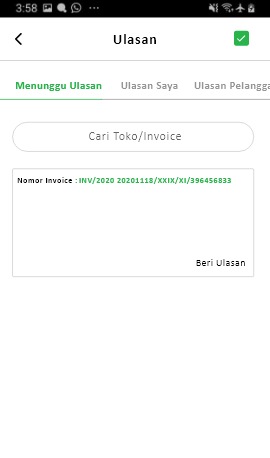 3:58
Ulasan
Menunggu Ulasan Ulasan Saya Ulasan Pelangga
Cari Toko/Invoice
Nomor Invoice : INV/2020 20201118/XXIX/XI/396456833
Beri Ulasan